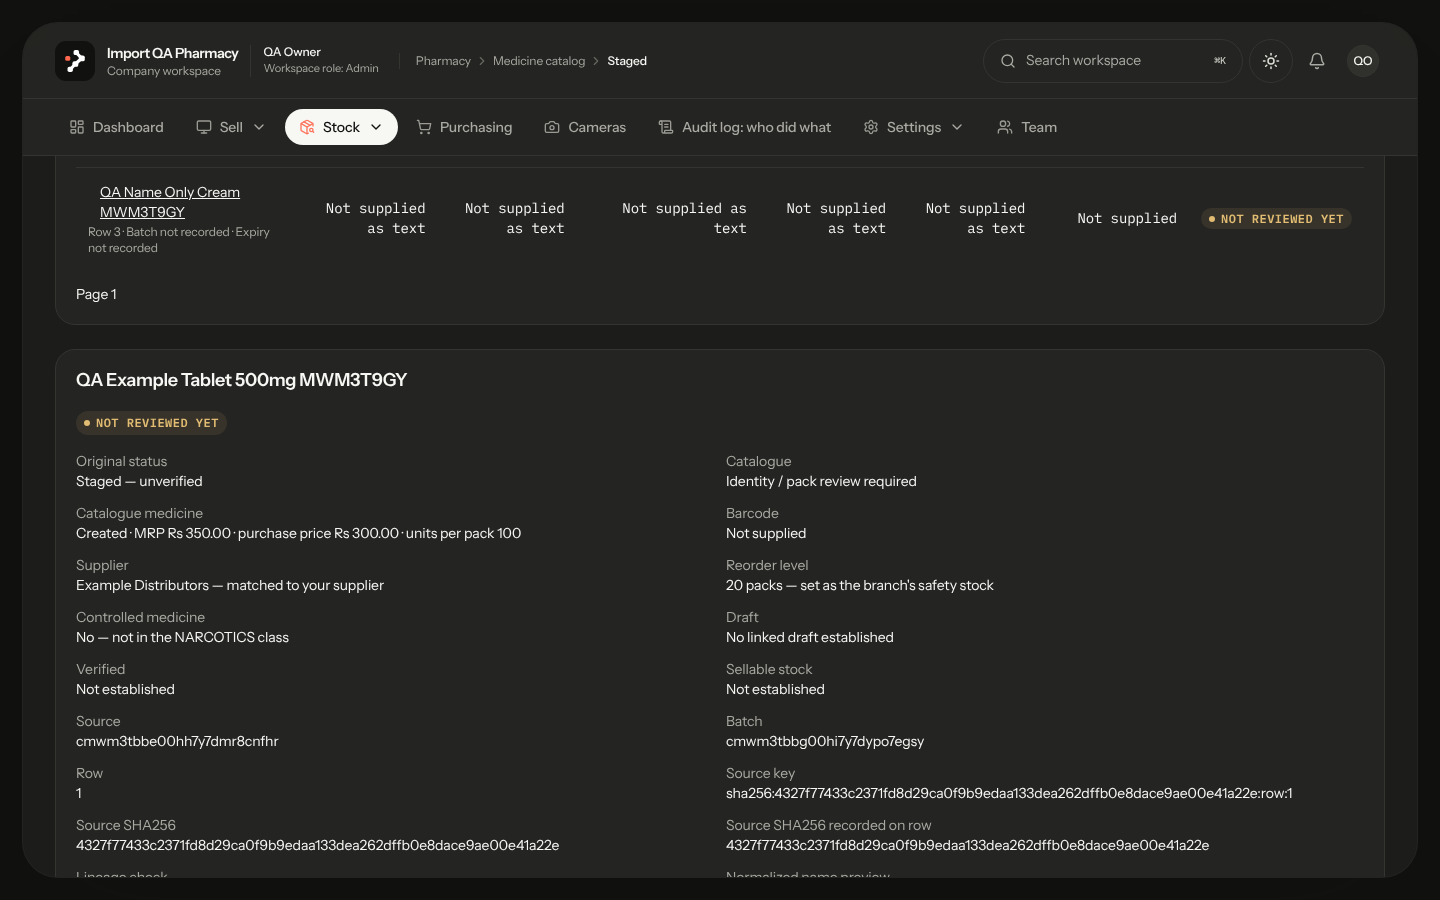 Import QA Pharmacy
Company workspace
QA Owner
Workspace role: Admin
Pharmacy > Medicine catalog > Staged
Search workspace
⌘K
QO
Dashboard
Sell
Stock
Purchasing
Cameras
Audit log: who did what
Settings
Team
QA Name Only Cream
MWM3T9GY
Row 3 · Batch not recorded · Expiry
not recorded
Not supplied
as text
Not supplied
as text
Not supplied as
text
Not supplied
as text
Not supplied
as text
Not supplied
NOT REVIEWED YET
Page 1
QA Example Tablet 500mg MWM3T9GY
NOT REVIEWED YET
Original status
Staged — unverified
Catalogue
Identity / pack review required
Catalogue medicine
Created · MRP Rs 350.00 · purchase price Rs 300.00 · units per pack 100
Barcode
Not supplied
Supplier
Example Distributors — matched to your supplier
Reorder level
20 packs — set as the branch's safety stock
Controlled medicine
No — not in the NARCOTICS class
Draft
No linked draft established
Verified
Not established
Sellable stock
Not established
Source
cmwm3tbbe00hh7y7dmr8cnfhr
Batch
cmwm3tbbg00hi7y7dypo7egsy
Row
1
Source key
sha256:4327f77433c2371fd8d29ca0f9b9edaa133dea262dffb0e8dace9ae00e41a22e:row:1
Source SHA256
4327f77433c2371fd8d29ca0f9b9edaa133dea262dffb0e8dace9ae00e41a22e
Source SHA256 recorded on row
4327f77433c2371fd8d29ca0f9b9edaa133dea262dffb0e8dace9ae00e41a22e
Lineage check
Normalized name preview